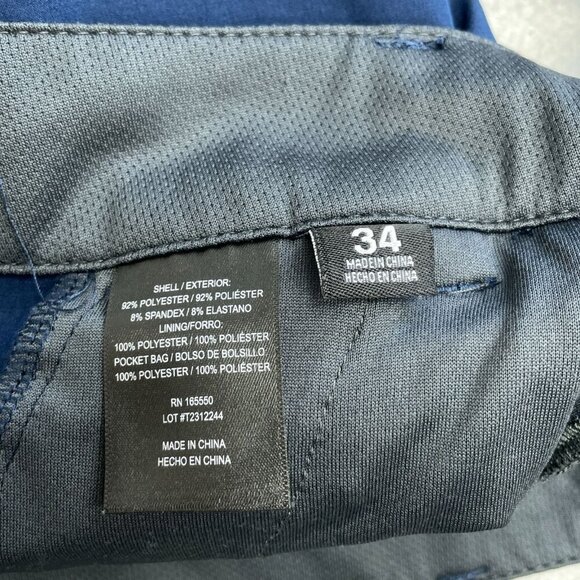 34
MADE IN CHINA
HECHO EN CHINA
SHELL / EXTERIOR:
92% POLYESTER / 92% POLIÉSTER
8% SPANDEX / 8% ELASTANO
LINING/FORRO:
100% POLYESTER / 100% POLIÉSTER
POCKET BAG / BOLSO DE BOLSILLO
100% POLYESTER / 100% POLIÉSTER
RN 165550
LOT #T2312244
MADE IN CHINA
HECHO EN CHINA